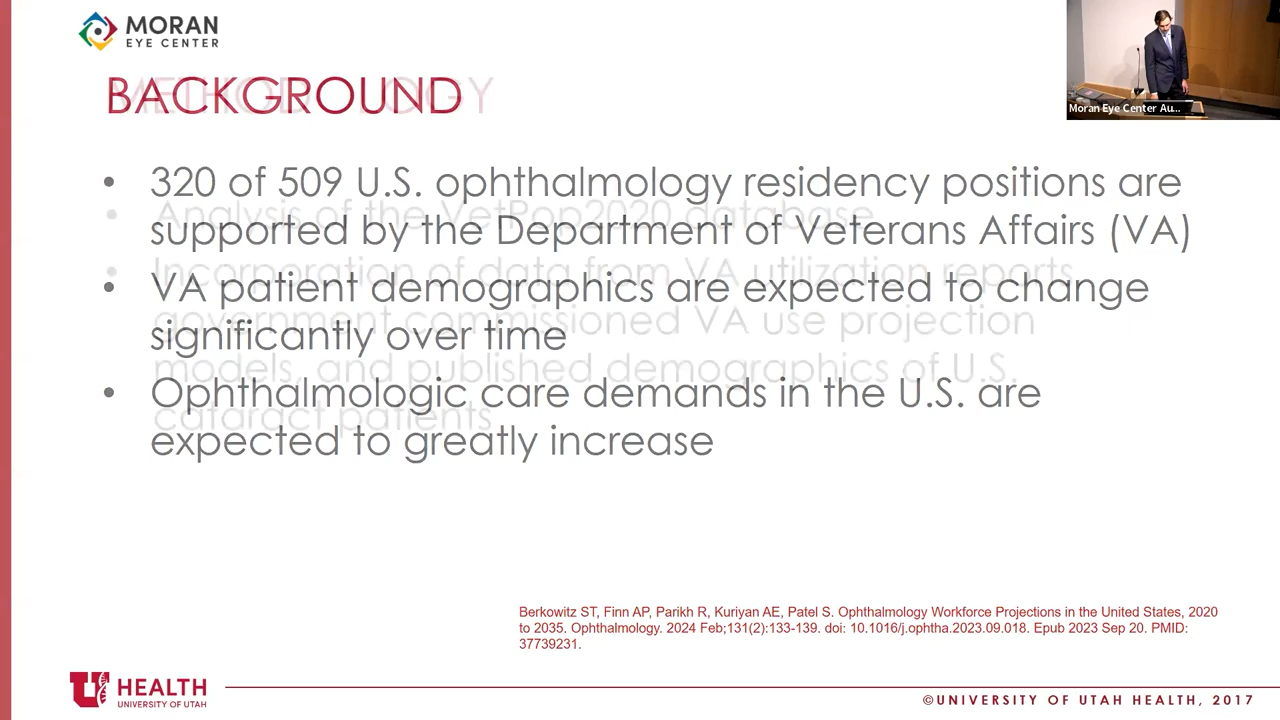 MORAN
EYE CENTER
Moran Eye Center Au...
BACKGROUND
METHODOLOGY
• 320 of 509 U.S. ophthalmology residency positions are
supported by the Department of Veterans Affairs (VA)
• VA patient demographics are expected to change
significantly over time
• Ophthalmologic care demands in the U.S. are
expected to greatly increase
• Analysis of the VetPop2020 database
• Incorporation of data from VA utilization reports
government commissioned VA use projection
models, and published demographics of U.S.
cataract patients
Berkowitz ST, Finn AP, Parikh R, Kuriyan AE, Patel S. Ophthalmology Workforce Projections in the United States, 2020
to 2035. Ophthalmology. 2024 Feb;131(2):133-139. doi: 10.1016/j.ophtha.2023.09.018. Epub 2023 Sep 20. PMID:
37739231.
U HEALTH
UNIVERSITY OF UTAH
©UNIVERSITY OF UTAH HEALTH, 2017